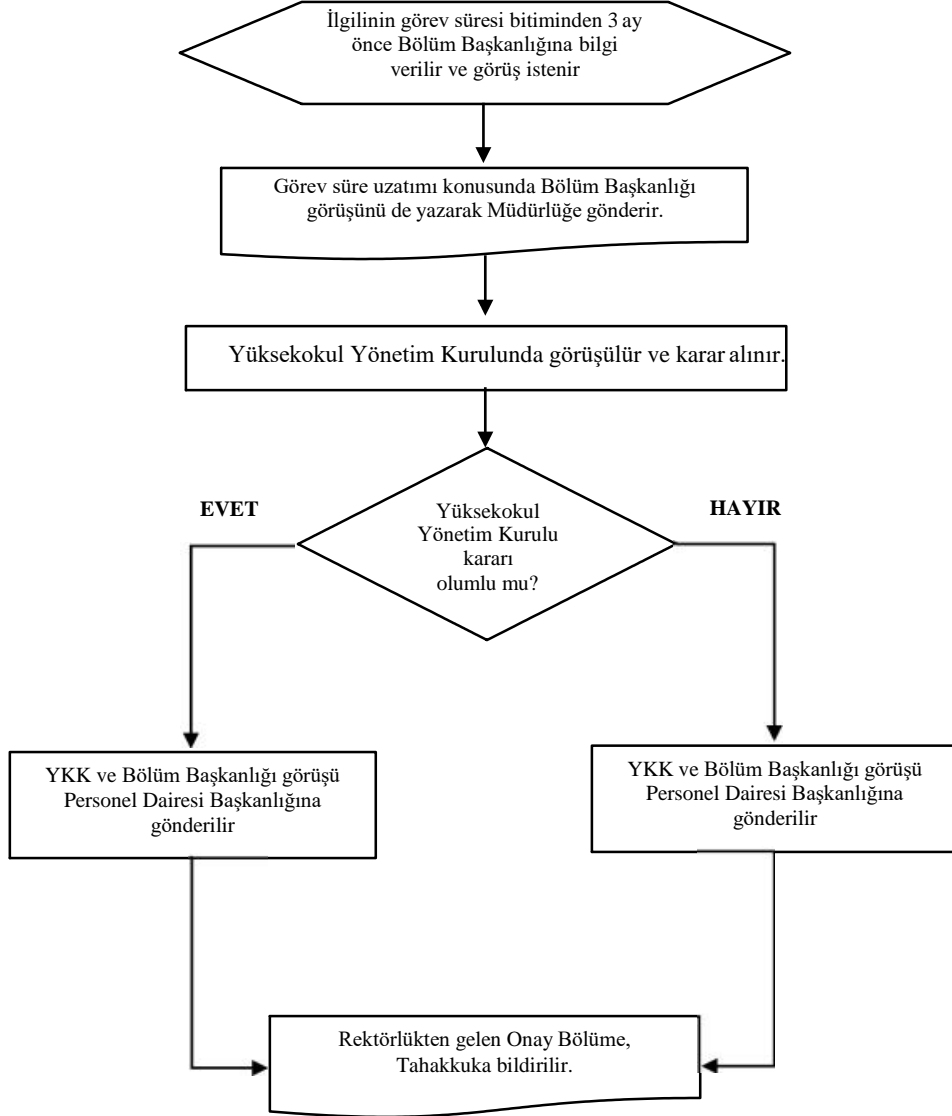 İlgilinin görev süresi bitiminden 3 ay
önce Bölüm Başkanlığına bilgi
verilir ve görüş istenir
Görev süre uzatımı konusunda Bölüm Başkanlığı
görüşünü de yazarak Müdürlüğe gönderir.
Yüksekokul Yönetim Kurulunda görüşülür ve karar alınır.
EVET
Yüksekokul
Yönetim Kurulu
kararı
olumlu mu?
HAYIR
YKK ve Bölüm Başkanlığı görüşü
Personel Dairesi Başkanlığına
gönderilir
YKK ve Bölüm Başkanlığı görüşü
Personel Dairesi Başkanlığına
gönderilir
Rektörlükten gelen Onay Bölüme,
Tahakkuka bildirilir.